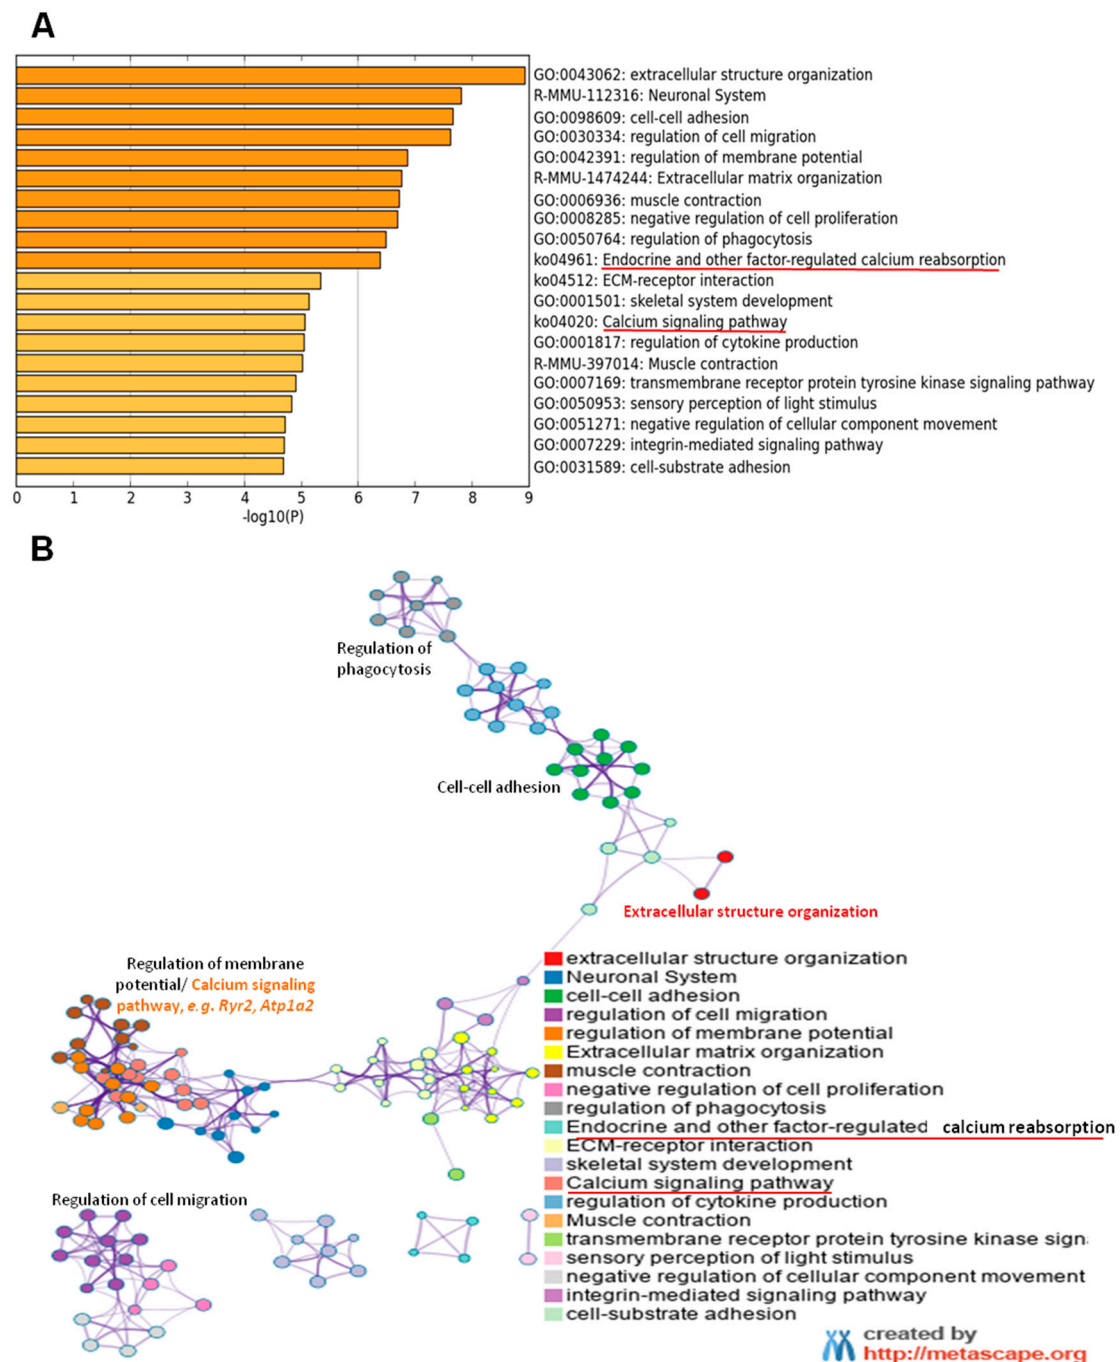 A
GO:0043062: extracellular structure organization
R-MMU-112316: Neuronal System
GO:0098609: cell-cell adhesion
GO:0030334: regulation of cell migration
GO:0042391: regulation of membrane potential
R-MMU-1474244: Extracellular matrix organization
GO:0006936: muscle contraction
GO:0008285: negative regulation of cell proliferation
GO:0050764: regulation of phagocytosis
ko04961: Endocrine and other factor-regulated calcium reabsorption
ko04512: ECM-receptor interaction
GO:0001501: skeletal system development
ko04020: Calcium signaling pathway
GO:0001817: regulation of cytokine production
R-MMU-397014: Muscle contraction
GO:0007169: transmembrane receptor protein tyrosine kinase signaling pathway
GO:0050953: sensory perception of light stimulus
GO:0051271: negative regulation of cellular component movement
GO:0007229: integrin-mediated signaling pathway
GO:0031589: cell-substrate adhesion
0 1 2 3 4 5 6 7 8 9
-log10(P)
B
Regulation of
phagocytosis
Cell-cell adhesion
Extracellular structure organization
Regulation of membrane
potential/ Calcium signaling
pathway, e.g. Ryr2, Atp1a2
Regulation of cell migration
extracellular structure organization
Neuronal System
cell-cell adhesion
regulation of cell migration
regulation of membrane potential
Extracellular matrix organization
muscle contraction
negative regulation of cell proliferation
regulation of phagocytosis
Endocrine and other factor-regulated calcium reabsorption
ECM-receptor interaction
skeletal system development
Calcium signaling pathway
regulation of cytokine production
Muscle contraction
transmembrane receptor protein tyrosine kinase sign
sensory perception of light stimulus
negative regulation of cellular component movement
integrin-mediated signaling pathway
cell-substrate adhesion
created by
http://metascape.org